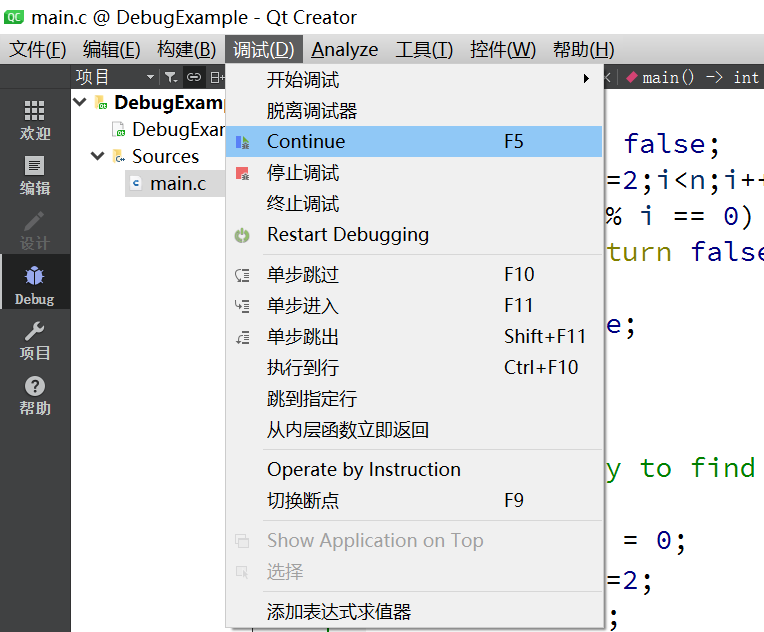 QC main.c @ DebugExample - Qt Creator
文件(F) 编辑(E) 构建(B) 调试(D) Analyze 工具(T) 控件(W) 帮助(H)
项目
main() -> int
欢迎
编辑
设计
Debug
项目
帮助
DebugExamp
DebugExar
Sources
main.c
开始调试
脱离调试器
Continue F5
停止调试
终止调试
Restart Debugging
单步跳过 F10
单步进入 F11
单步跳出 Shift+F11
执行到行 Ctrl+F10
跳到指定行
从内层函数立即返回
Operate by Instruction
切换断点 F9
Show Application on Top
选择
添加表达式求值器
false;
=2;i<n;i++
% i == 0)
turn false
e;
y to find
= 0;
=2;
;